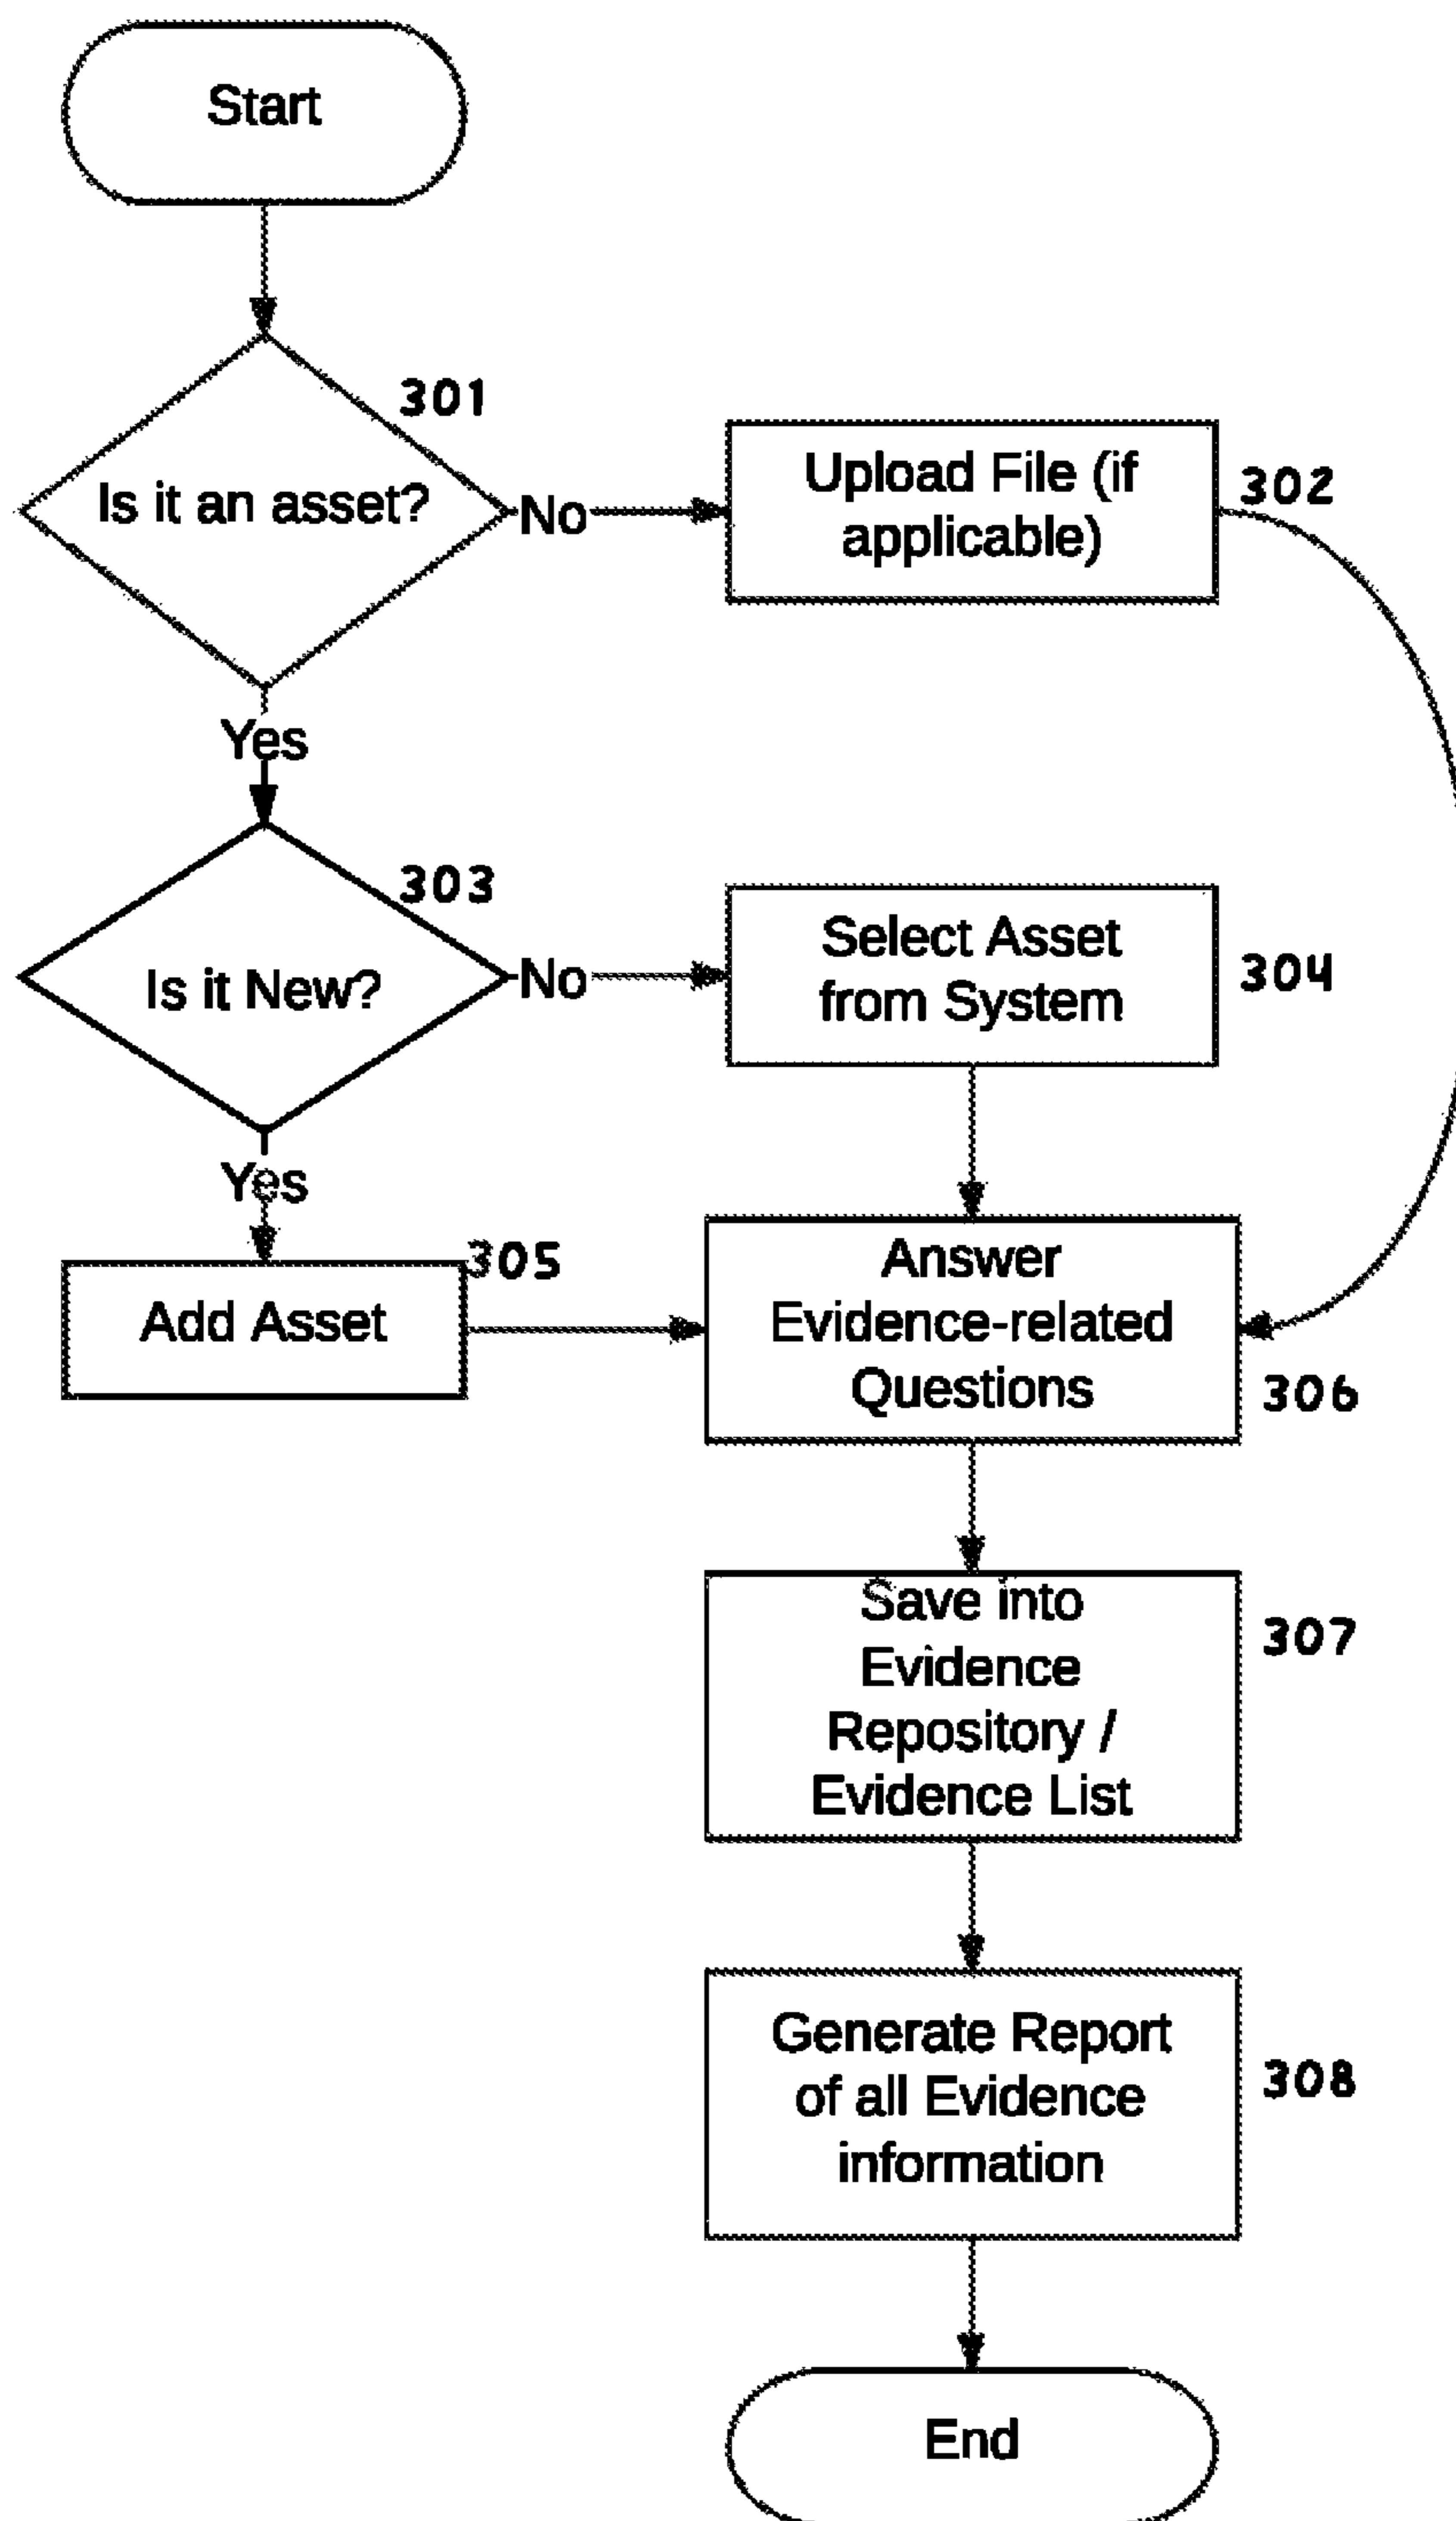 Start
301
Is it an asset?
No
Upload File (if
applicable)
302
Yes
303
Is it New?
No
Select Asset
from System
304
Yes
Add Asset
305
Answer
Evidence-related
Questions
306
Save into
Evidence
Repository /
Evidence List
307
Generate Report
of all Evidence
information
308
End